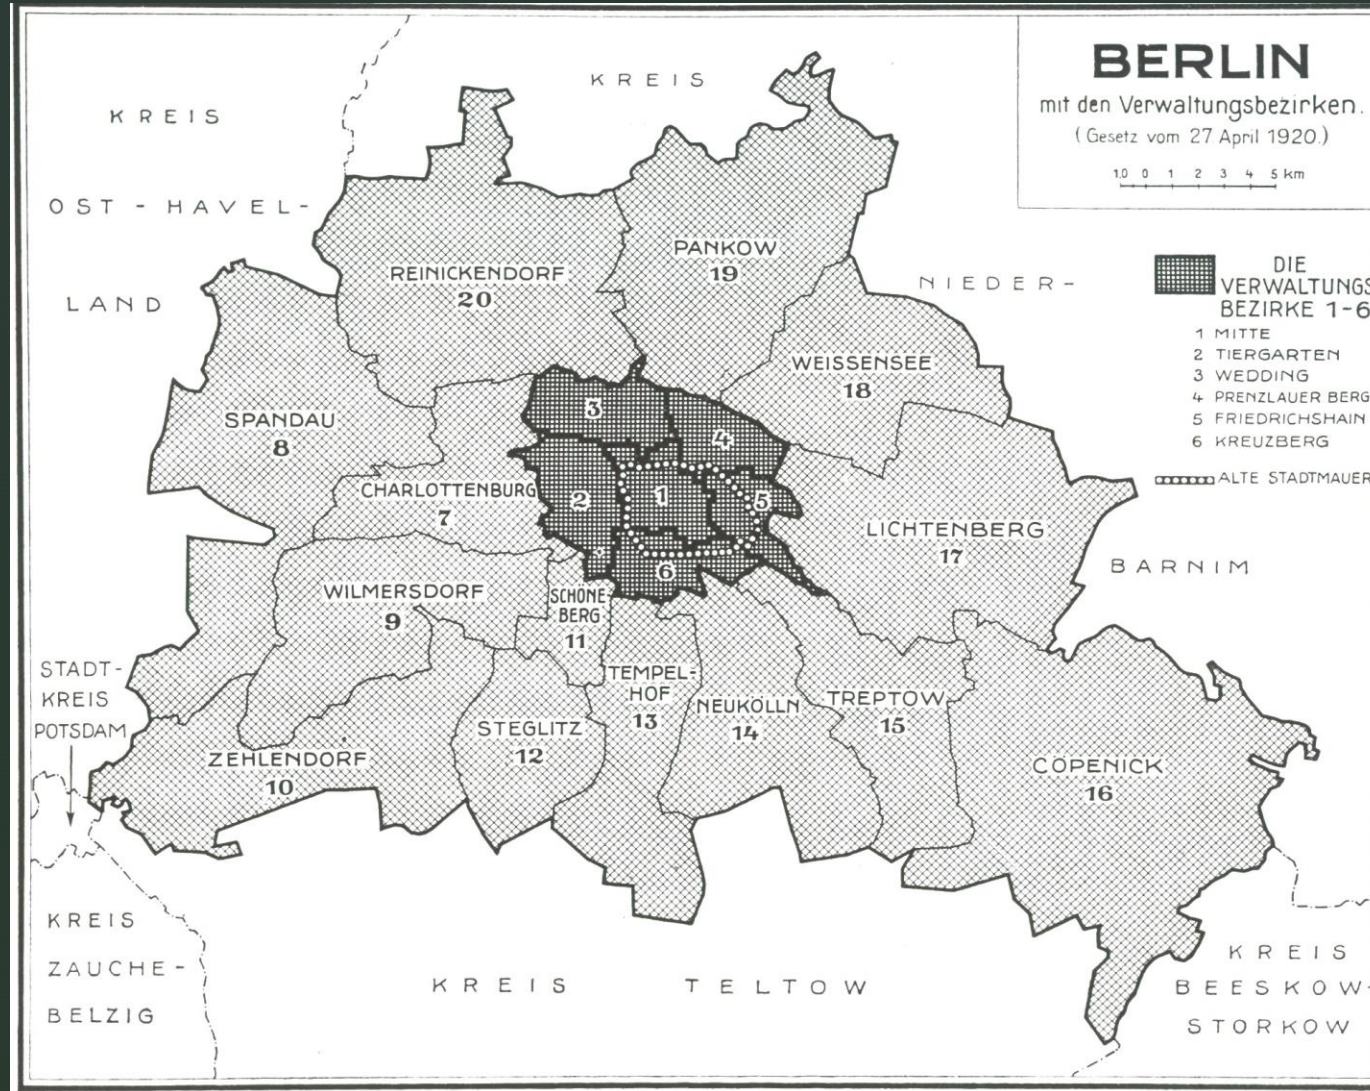 BERLIN
mit den Verwaltungsbezirken.
(Gesetz vom 27 April 1920.)
1,0 0 1 2 3 4 5 km
DIE
VERWALTUNGS
BEZIRKE 1-6
1 MITTE
2 TIERGARTEN
3 WEDDING
4 PRENZLAUER BERG
5 FRIEDRICHSHAIN
6 KREUZBERG
ALTE STADTMAUER
KREIS
OST-HAVEL-
LAND
KREIS
NIEDER-
BARNIM
REINICKENDORF
20
PANKOW
19
WEISSENSEE
18
SPANDAU
8
3
4
CHARLOTTENBURG
7
2
1
5
6
LICHTENBERG
17
WILMERSDORF
9
SCHÖNE
BERG
11
TEMPEL-
HOF
13
NEUKÖLLN
14
TREPTOW
15
STEGLITZ
12
ZEHLENDORF
10
CÖPENICK
16
STADT-
KREIS
POTSDAM
KREIS
ZAUCHE-
BELZIG
KREIS TELTOW
KREIS
BEESKOW-
STORKOW